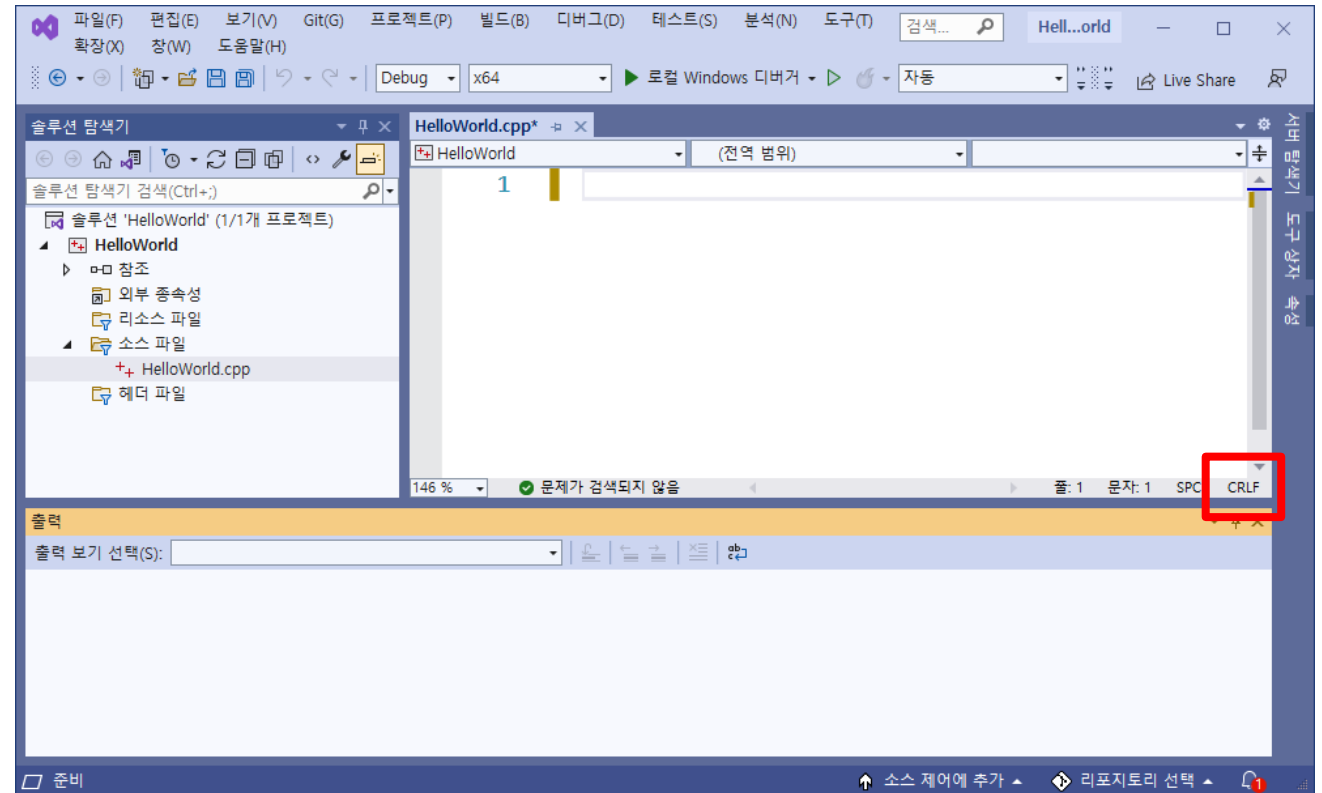 파일(F) 편집(E) 보기(V) Git(G) 프로젝트(P) 빌드(B) 디버그(D) 테스트(S) 분석(N) 도구(T) 검색... Hell...orld
확장(X) 창(W) 도움말(H)
Debug x64 로컬 Windows 디버거 자동 Live Share
솔루션 탐색기
솔루션 탐색기 검색(Ctrl+;)
솔루션 'HelloWorld' (1/1개 프로젝트)
HelloWorld
참조
외부 종속성
리소스 파일
소스 파일
HelloWorld.cpp
헤더 파일
HelloWorld.cpp*
HelloWorld (전역 범위)
1
146 % 문제가 검색되지 않음 줄: 1 문자: 1 SPC CRLF
서버 탐색기
도구 상자
속성
출력
출력 보기 선택(S):
준비 소스 제어에 추가 리포지토리 선택 1